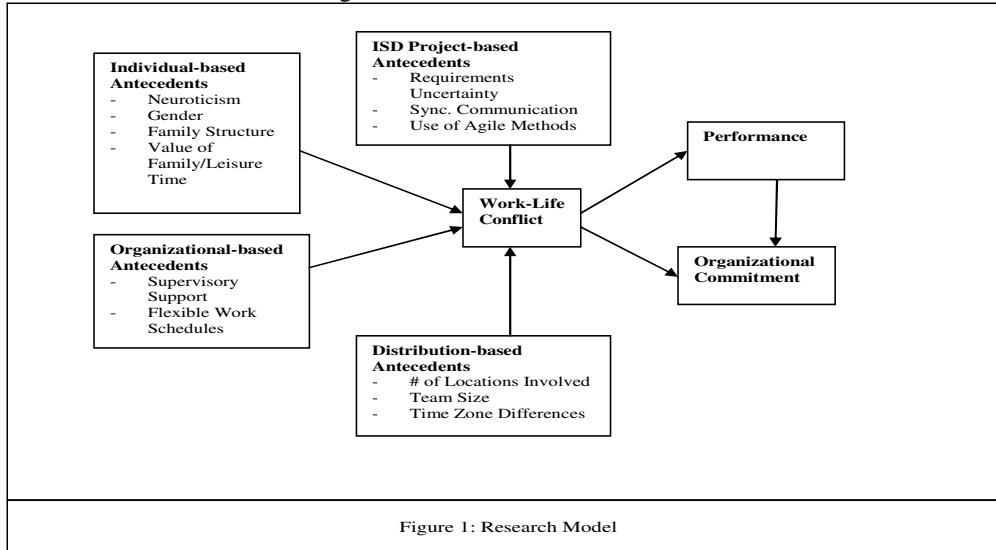 Individual-based
Antecedents
- Neuroticism
- Gender
- Family Structure
- Value of
Family/Leisure
Time
ISD Project-based
Antecedents
- Requirements
Uncertainty
- Sync. Communication
- Use of Agile Methods
Performance
Work-Life
Conflict
Organizational-based
Antecedents
- Supervisory
Support
- Flexible Work
Schedules
Organizational
Commitment
Distribution-based
Antecedents
- # of Locations Involved
- Team Size
- Time Zone Differences
Figure 1: Research Model